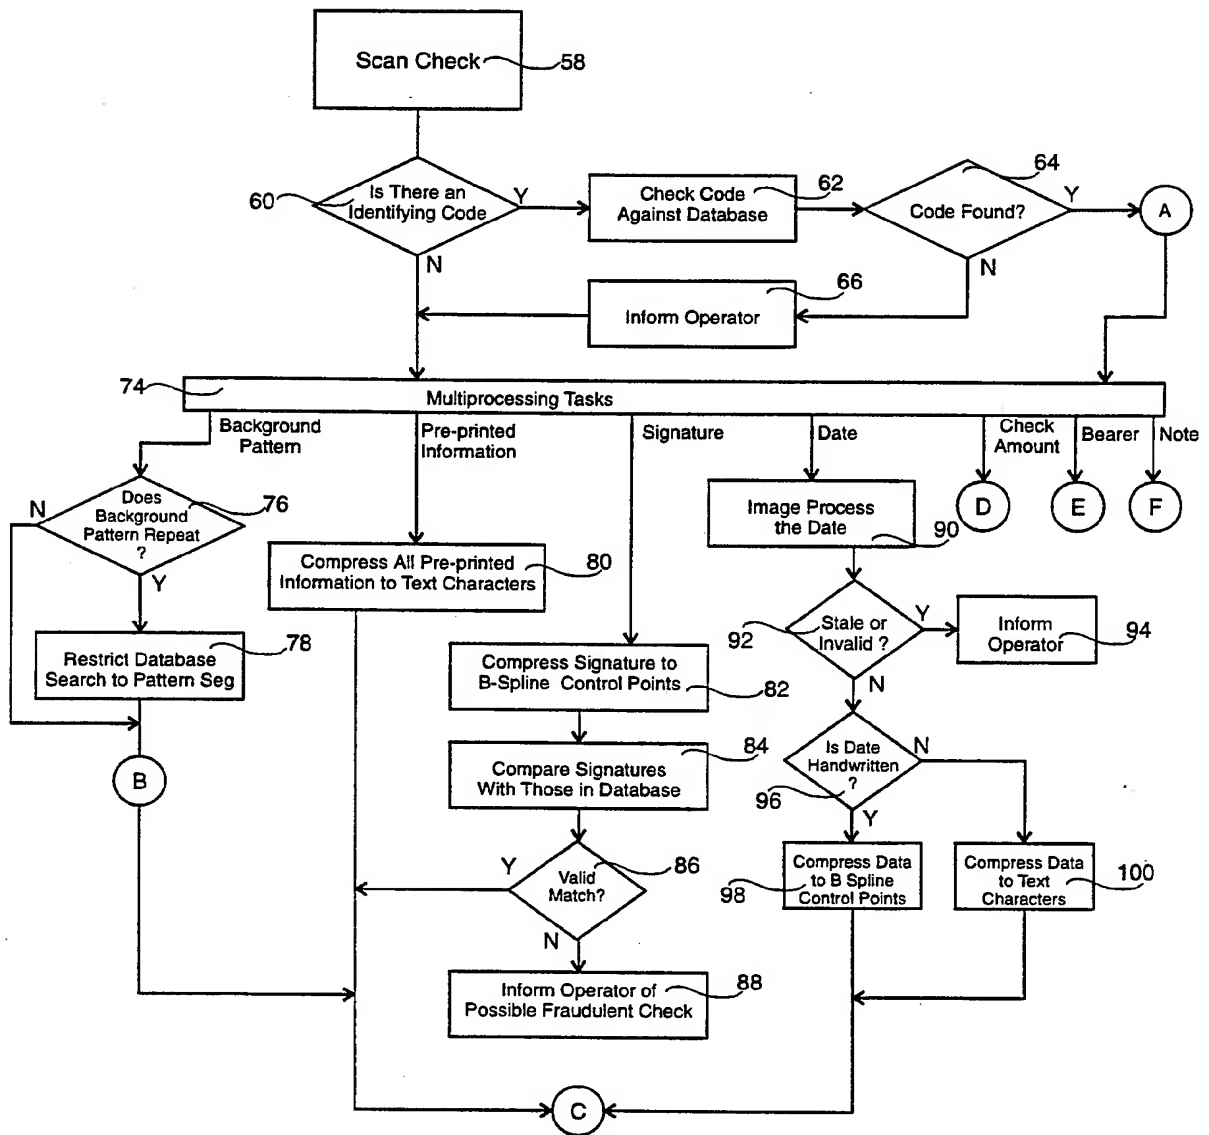 Scan Check
58
60
Is There an
Identifying Code
Y
N
Check Code
Against Database
62
64
Code Found?
Y
N
A
66
Inform Operator
74
Multiprocessing Tasks
Background
Pattern
Pre-printed
Information
Signature
Date
Check
Amount
Bearer
Note
N
Does
Background
Pattern Repeat
?
76
Y
Image Process
the Date
90
D
E
F
Compress All Pre-printed
Information to Text Characters
80
92
Stale or
Invalid ?
Y
N
Inform
Operator
94
Restrict Database
Search to Pattern Seg
78
Compress Signature to
B-Spline Control Points
82
B
Compare Signatures
With Those in Database
84
Is Date
Handwritten
?
96
N
Y
Y
Valid
Match?
86
N
98
Compress Data
to B Spline
Control Points
Compress Data
to Text
Characters
100
Inform Operator of
Possible Fraudulent Check
88
C